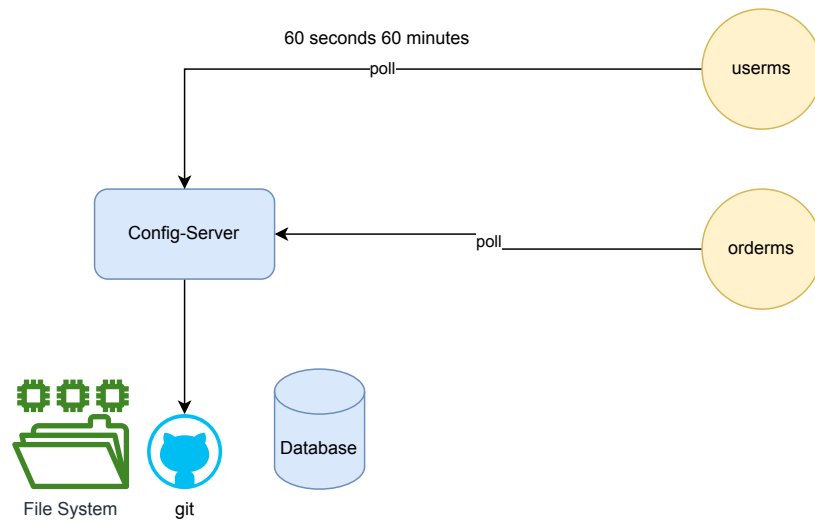 60 seconds 60 minutes
poll
userms
Config-Server
poll
orderms
Database
File System
git